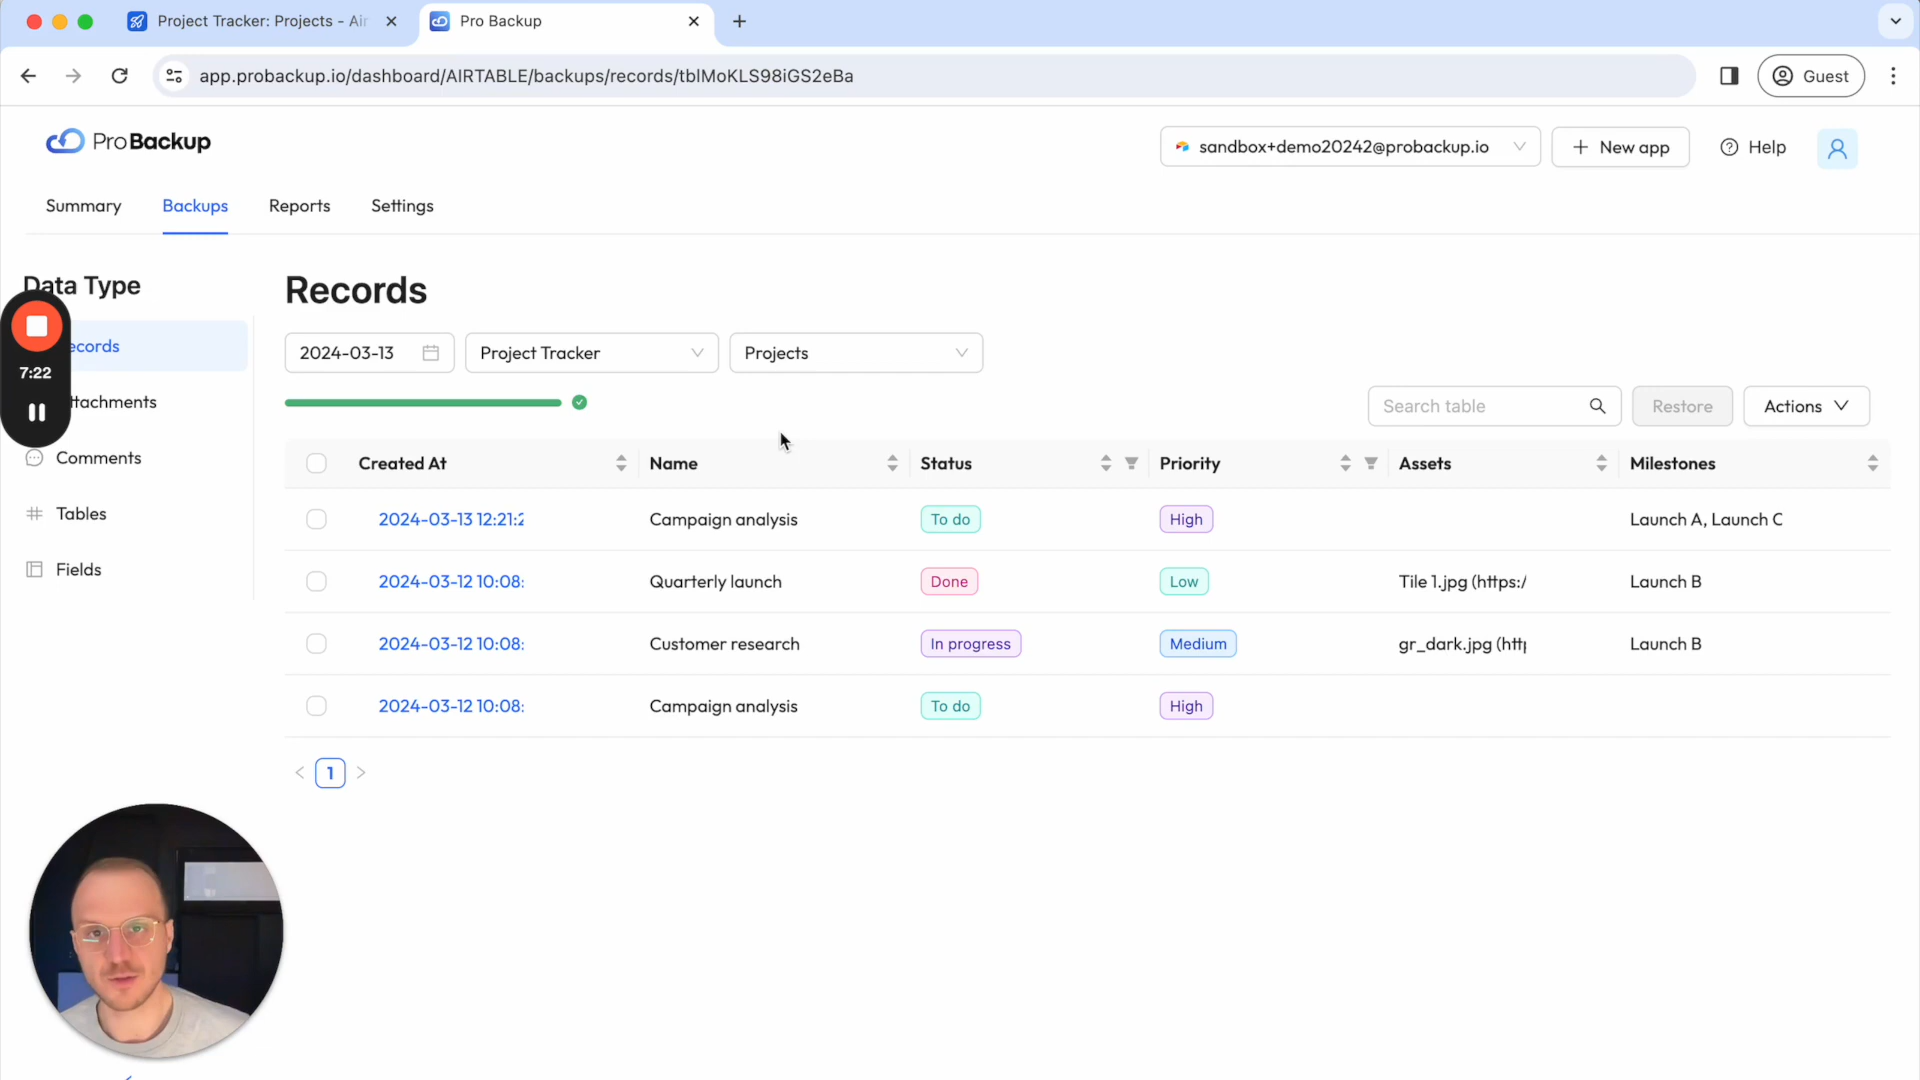 Project Tracker: Projects - Air
Pro Backup
app.probackup.io/dashboard/AIRTABLE/backups/records/tblMoKLS98iGS2eBa
Guest
ProBackup
sandbox+demo20242@probackup.io
New app
Help
Summary
Backups
Reports
Settings
Data Type
ecords
7:22
ttachments
Comments
Tables
Fields
Records
2024-03-13
Project Tracker
Projects
Search table
Restore
Actions
Created At Name Status Priority Assets Milestones
2024-03-13 12:21:2 Campaign analysis To do High Launch A, Launch C
2024-03-12 10:08: Quarterly launch Done Low Tile 1.jpg (https:/ Launch B
2024-03-12 10:08: Customer research In progress Medium gr_dark.jpg (http Launch B
2024-03-12 10:08: Campaign analysis To do High
1